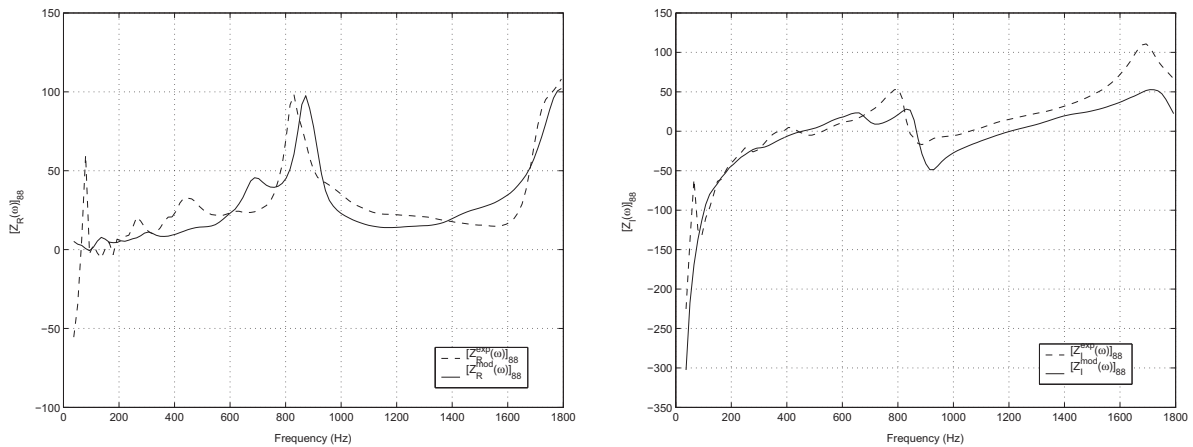 150
100
50
0
−50
−100
0 200 400 600 800 1000 1200 1400 1600 1800
Frequency (Hz)
[Z_R(ω)]_88
[Z_R^exp(ω)]_88
[Z_R^mod(ω)]_88
150
100
50
0
−50
−100
−150
−200
−250
−300
−350
0 200 400 600 800 1000 1200 1400 1600 1800
Frequency (Hz)
[Z_I(ω)]_88
[Z_I^exp(ω)]_88
[Z_I^mod(ω)]_88